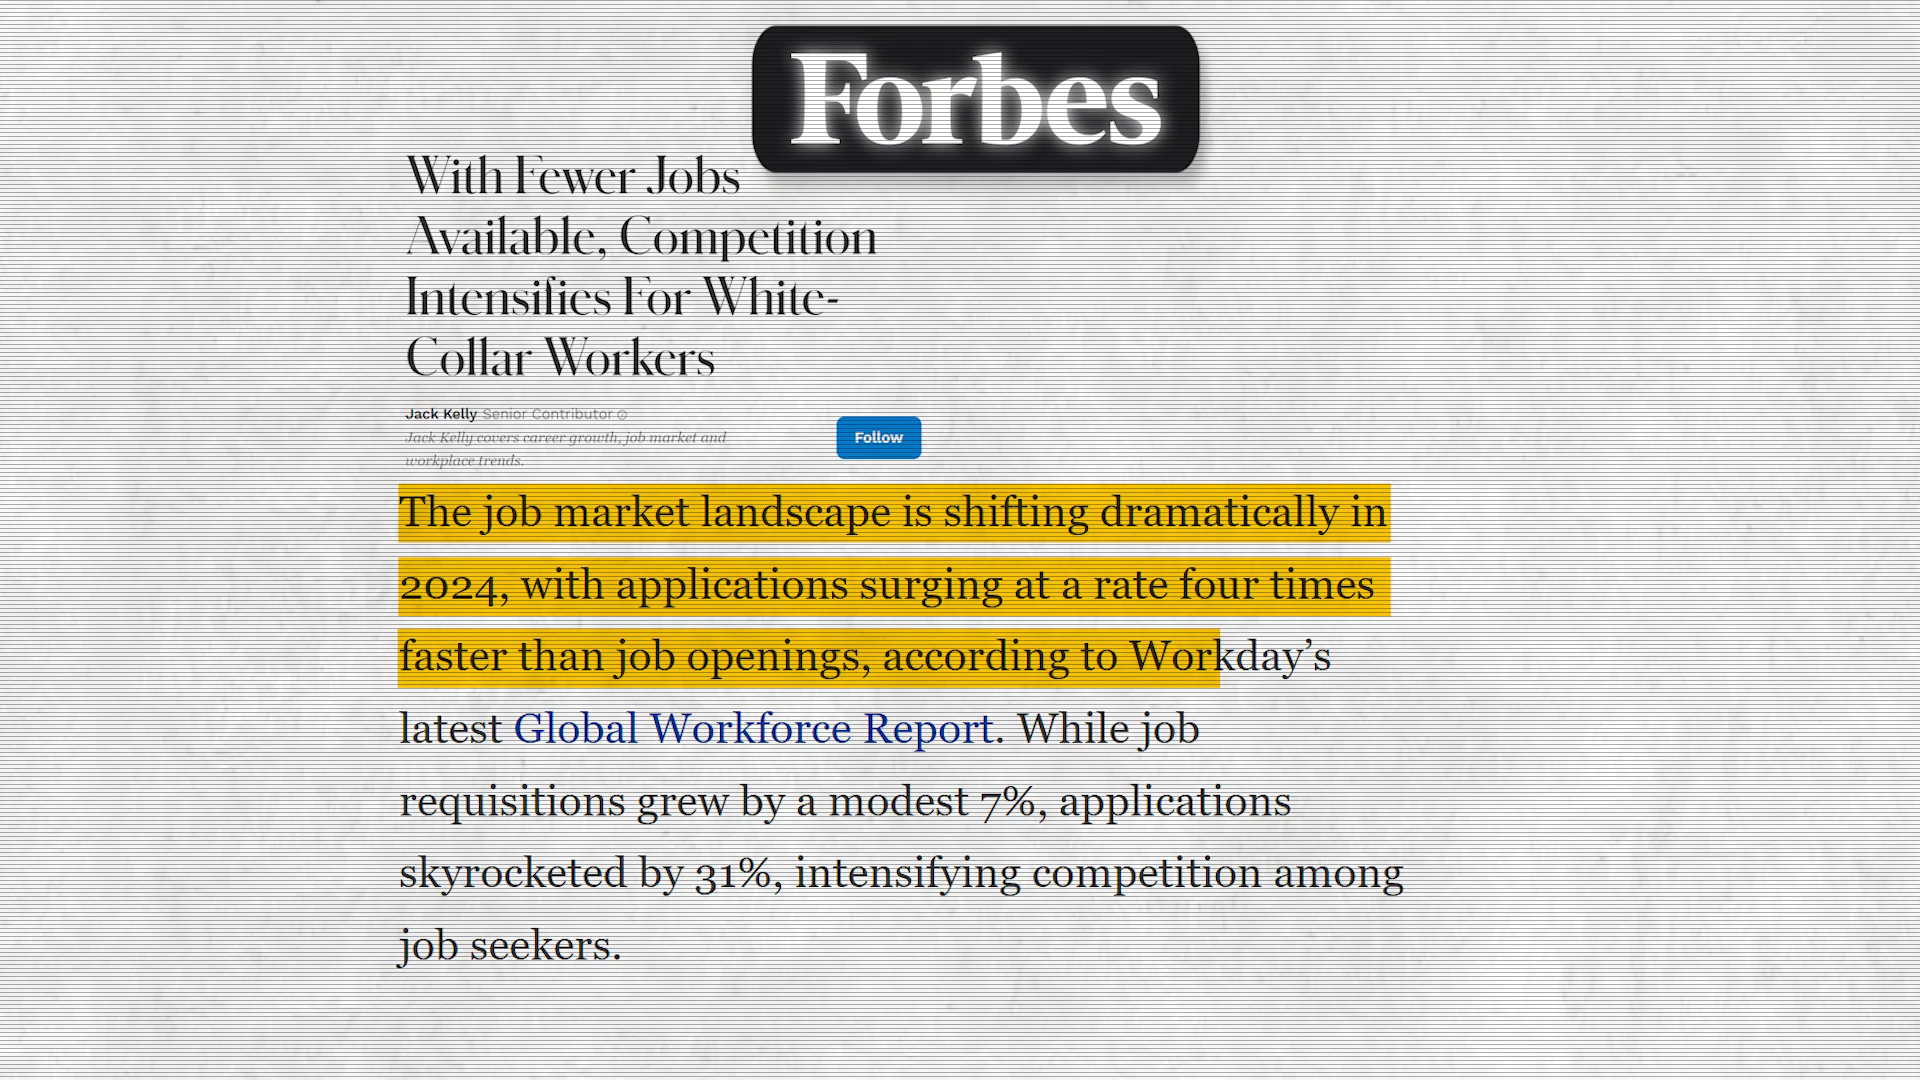 Forbes
With Fewer Jobs
Available, Competition
Intensifies For White-
Collar Workers
Jack Kelly Senior Contributor
Jack Kelly covers career growth, job market and
workplace trends.
Follow
The job market landscape is shifting dramatically in
2024, with applications surging at a rate four times
faster than job openings, according to Workday’s
latest Global Workforce Report. While job
requisitions grew by a modest 7%, applications
skyrocketed by 31%, intensifying competition among
job seekers.